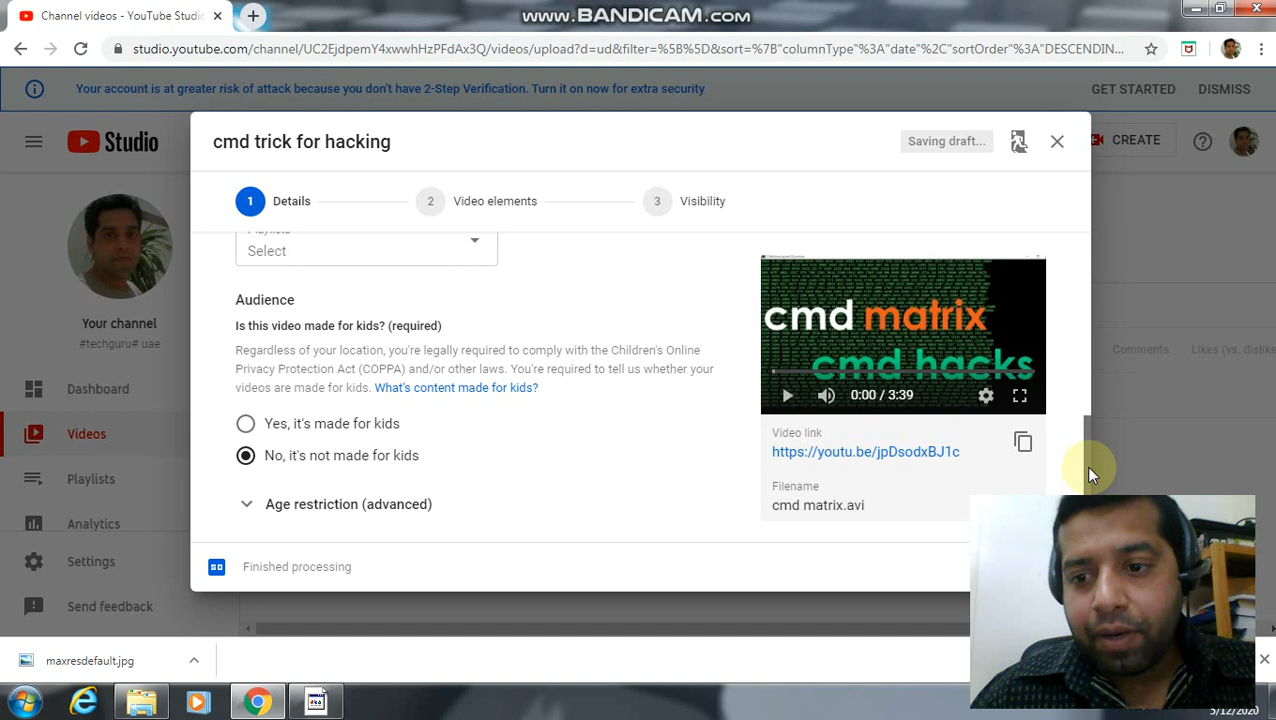 Channel videos - YouTube Studio
WWW.BANDICAM.COM
studio.youtube.com/channel/UC2EjdpemY4xwwhHzPFdAx3Q/videos/upload?d=ud&filter=%5B%5D&sort=%7B"columnType"%3A"date"%2C"sortOrder"%3A"DESCENDIN...
Your account is at greater risk of attack because you don't have 2-Step Verification. Turn it on now for extra security
GET STARTED
DISMISS
Studio
CREATE
cmd trick for hacking
Saving draft...
1 Details
2 Video elements
3 Visibility
Playlists
Select
Audience
Is this video made for kids? (required)
Regardless of your location, you're legally required to comply with the Children's Online
Privacy Protection Act (COPPA) and/or other laws. You're required to tell us whether your
videos are made for kids. What's content made for kids?
Yes, it's made for kids
No, it's not made for kids
Age restriction (advanced)
SD Finished processing
cmd matrix
cmd hacks
0:00 / 3:39
Video link
https://youtu.be/jpDsodxBJ1c
Filename
cmd matrix.avi
Your channel
Dashboard
Videos
Playlists
Analytics
Settings
Send feedback
Comments
maxresdefault.jpg
5/12/2020